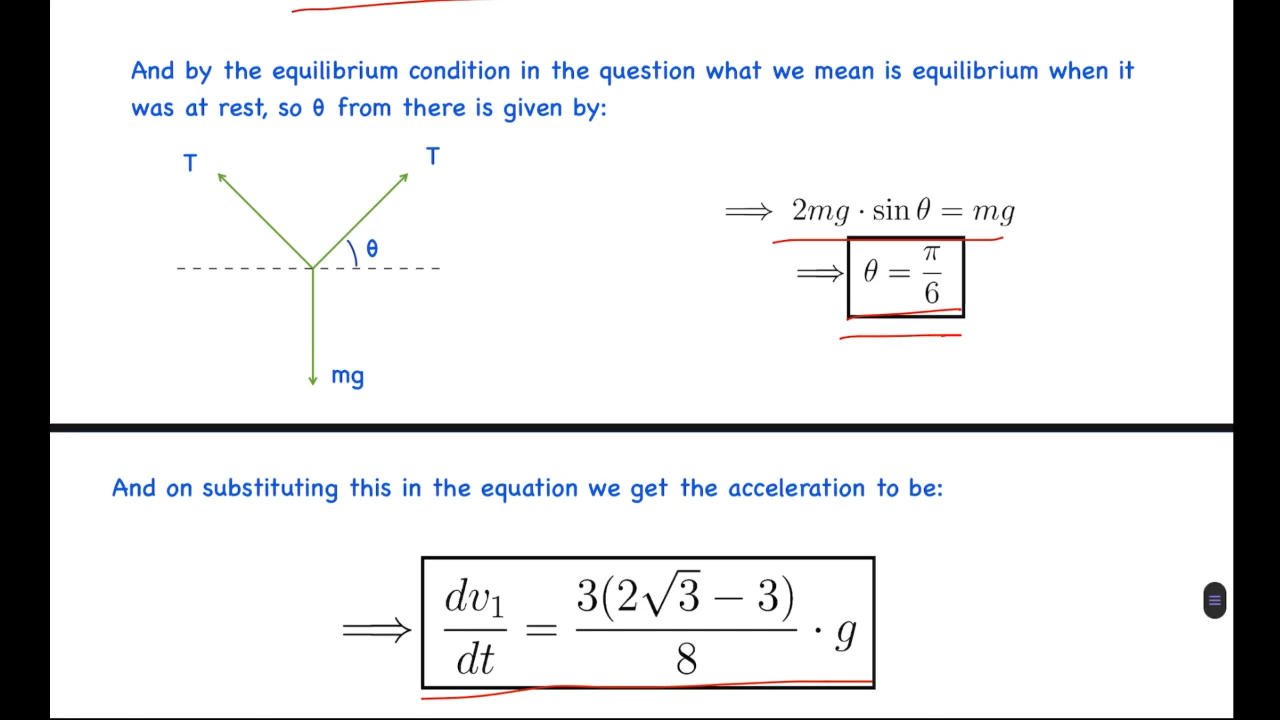 And by the equilibrium condition in the question what we mean is equilibrium when it
was at rest, so θ from there is given by:
T
T
θ
mg
⟹ 2mg · sin θ = mg
⟹ θ = π/6
And on substituting this in the equation we get the acceleration to be:
⟹ dv₁/dt = 3(2√3 − 3)/8 · g